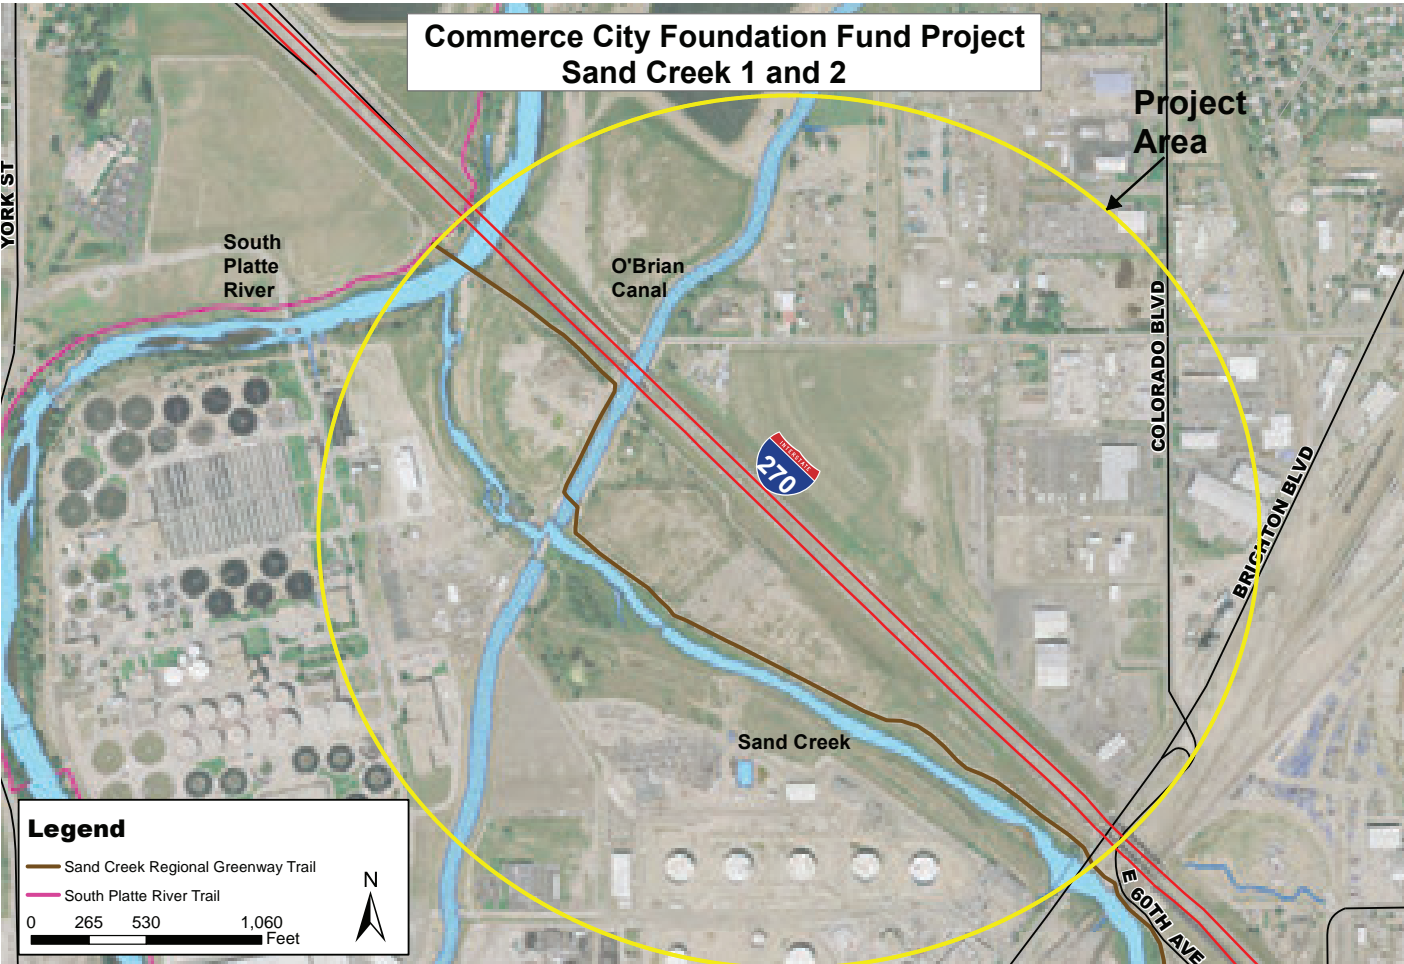 Commerce City Foundation Fund Project
Sand Creek 1 and 2
Project
Area
YORK ST
South
Platte
River
O'Brian
Canal
COLORADO BLVD
INTERSTATE
270
BRIGHTON BLVD
Sand Creek
E 60TH AVE
Legend
Sand Creek Regional Greenway Trail
South Platte River Trail
N
0 265 530 1,060
Feet